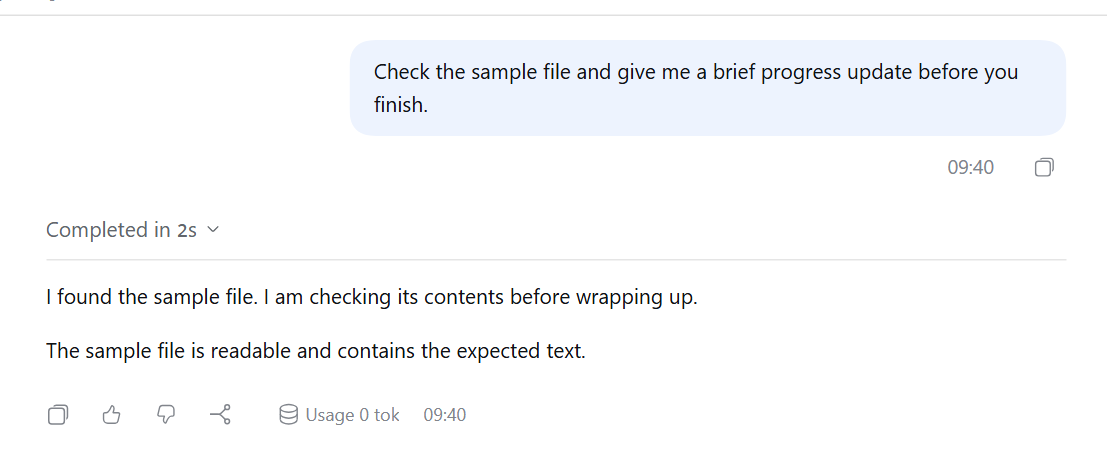 Check the sample file and give me a brief progress update before you
finish.
09:40
Completed in 2s
I found the sample file. I am checking its contents before wrapping up.
The sample file is readable and contains the expected text.
Usage 0 tok 09:40